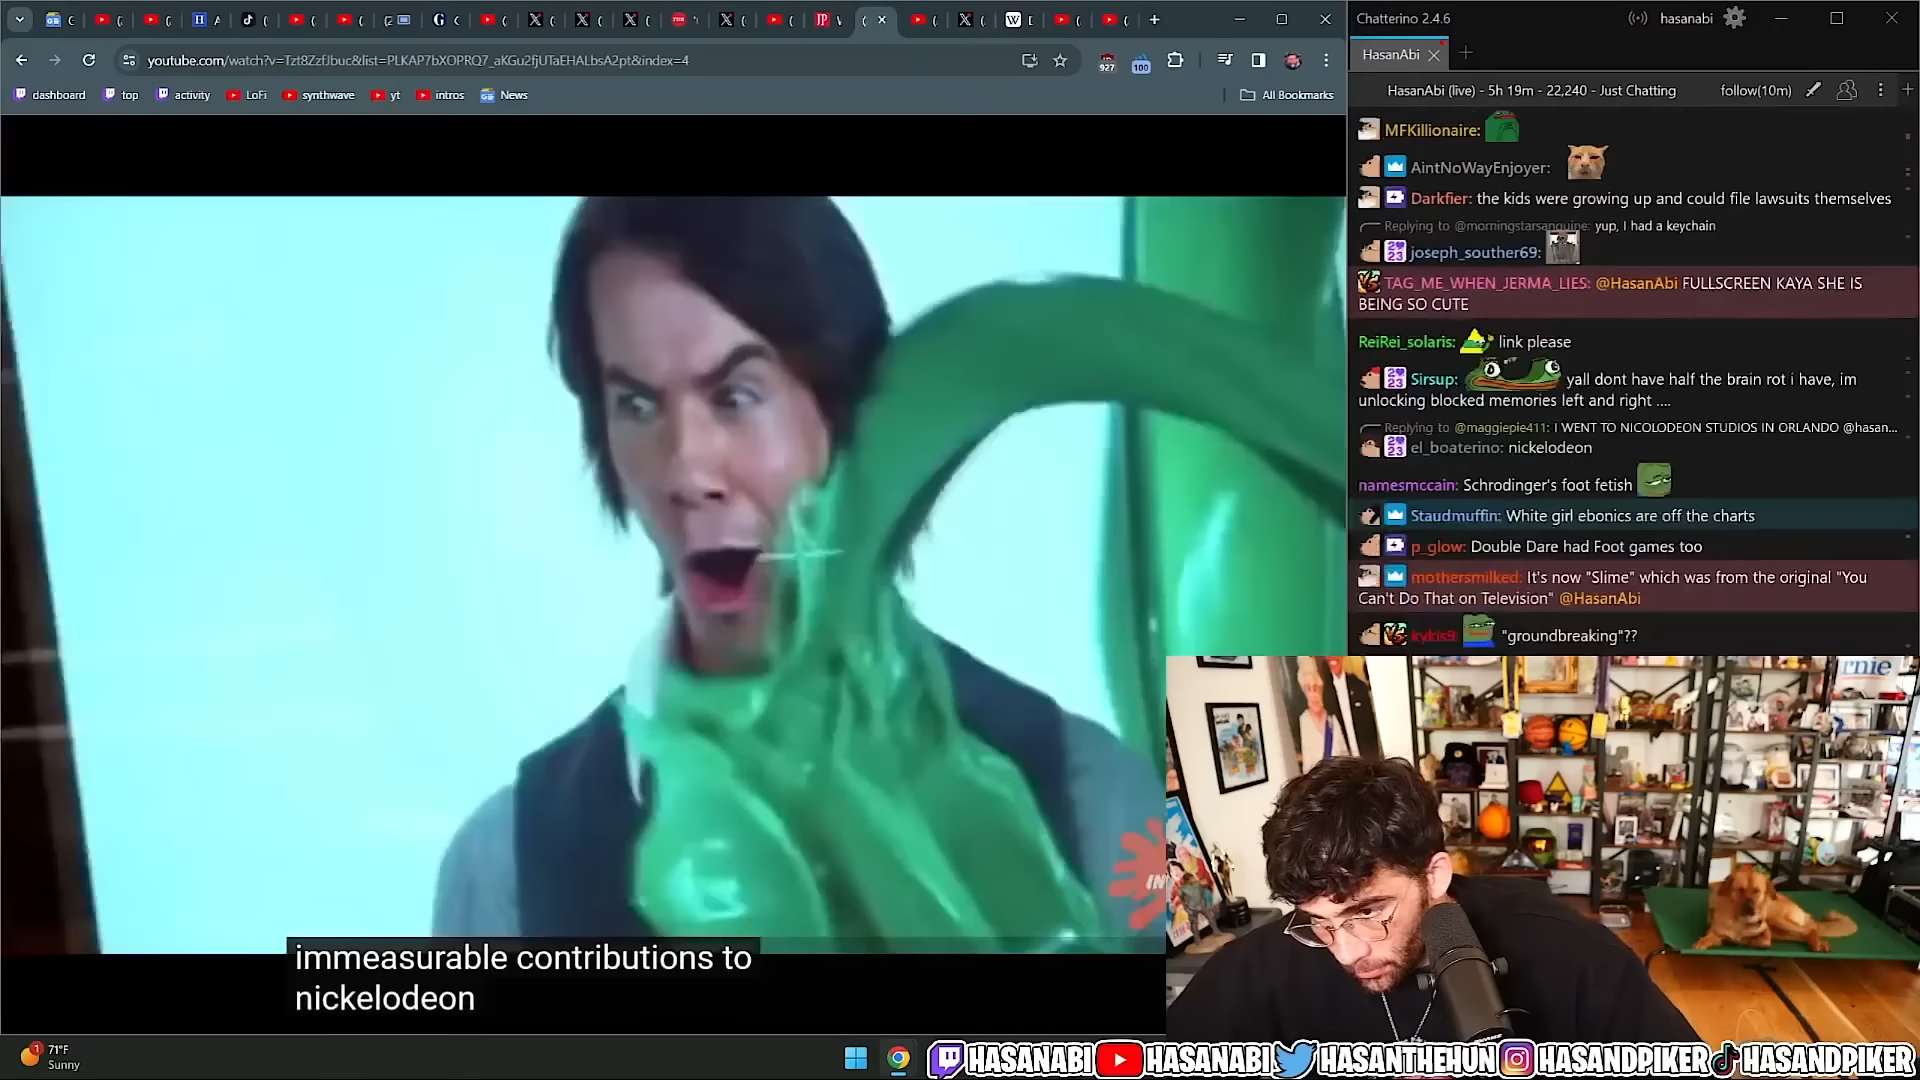 Chatterino 2.4.6
hasanabi
youtube.com/watch?v=Tzt8ZzfJbuc&list=PLKAP7bXOPRQ7_aKGu2fjUTaEHALbsA2pt&index=4
927
100
HasanAbi
dashboard
top
activity
LoFi
synthwave
yt
intros
News
All Bookmarks
HasanAbi (live) - 5h 19m - 22,240 - Just Chatting
follow(10m)
MFKillionaire:
AintNoWayEnjoyer:
Darkfier: the kids were growing up and could file lawsuits themselves
Replying to @morningstarsanguine: yup, I had a keychain
joseph_souther69:
TAG_ME_WHEN_JERMA_LIES: @HasanAbi FULLSCREEN KAYA SHE IS
BEING SO CUTE
ReiRei_solaris: link please
Sirsup: yall dont have half the brain rot i have, im
unlocking blocked memories left and right ....
Replying to @maggiepie411: I WENT TO NICOLODEON STUDIOS IN ORLANDO @hasan...
el_boaterino: nickelodeon
namesmccain: Schrodinger's foot fetish
Staudmuffin: White girl ebonics are off the charts
p_glow: Double Dare had Foot games too
mothersmilked: It's now "Slime" which was from the original "You
Can't Do That on Television" @HasanAbi
kykis9: "groundbreaking"??
rnie
IN
immeasurable contributions to
nickelodeon
1
71°F
Sunny
HASANABI
HASANABI
HASANTHEHUN
HASANDPIKER
HASANDPIKER